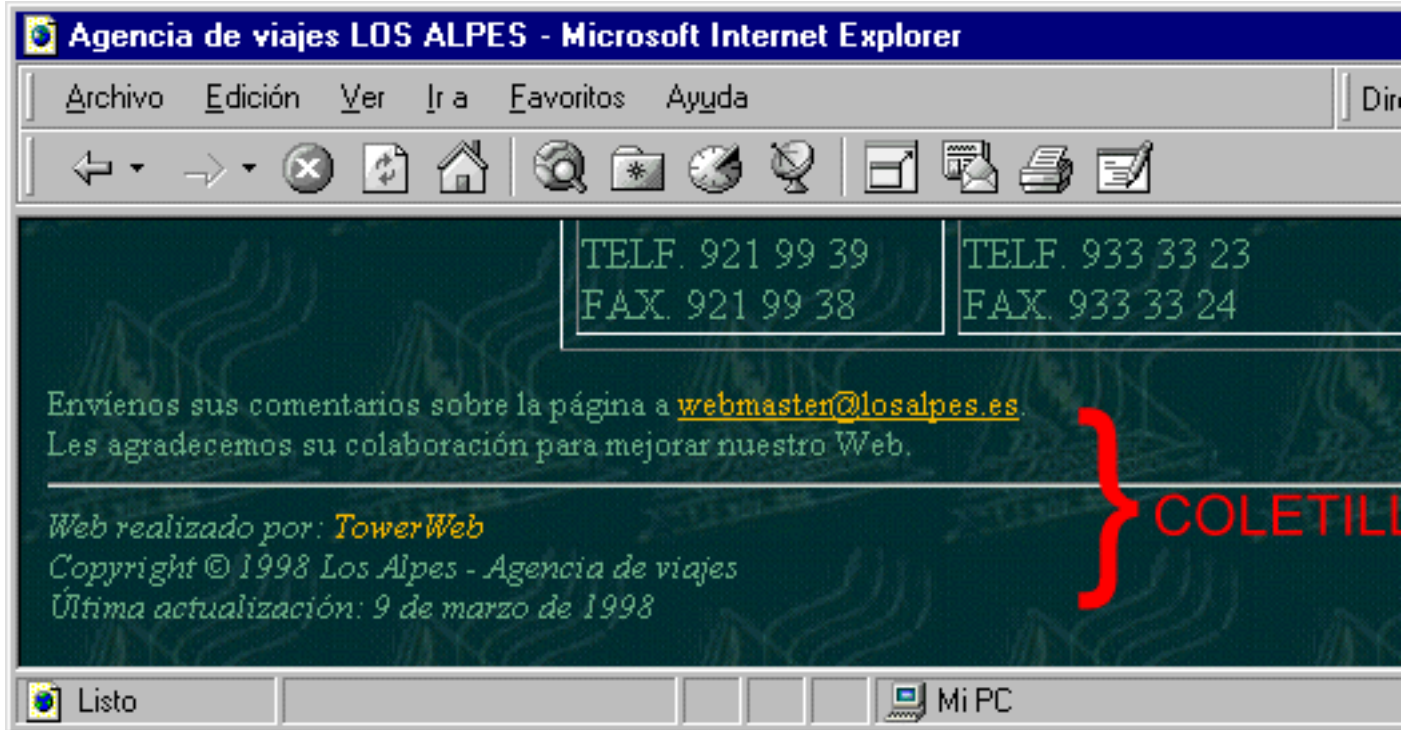 Agencia de viajes LOS ALPES - Microsoft Internet Explorer
Archivo Edición Ver Ir a Favoritos Ayuda
TELF. 921 99 39 TELF. 933 33 23
FAX. 921 99 38 FAX. 933 33 24
Envíenos sus comentarios sobre la página a webmaster@losalpes.es.
Les agradecemos su colaboración para mejorar nuestro Web.
COLETILL
Web realizado por: TowerWeb
Copyright © 1998 Los Alpes - Agencia de viajes
Última actualización: 9 de marzo de 1998
Listo Mi PC